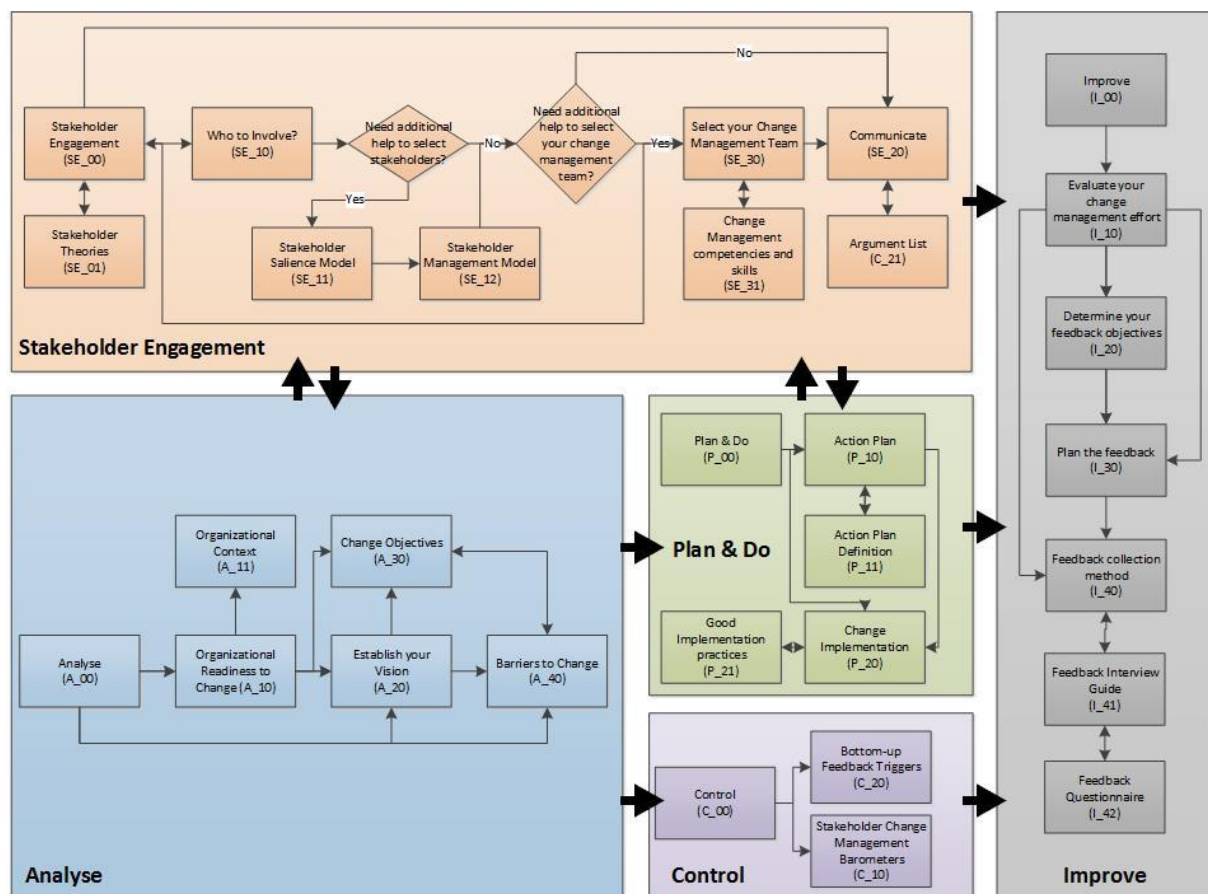 No
No
Yes
Yes
Stakeholder
Engagement
(SE_00)
Who to Involve?
(SE_10)
Need additional
help to select
stakeholders?
Need additional
help to select
your change
management
team?
Select your Change
Management Team
(SE_30)
Communicate
(SE_20)
Stakeholder
Theories
(SE_01)
Stakeholder
Salience Model
(SE_11)
Stakeholder
Management Model
(SE_12)
Change
Management
competencies and
skills
(SE_31)
Argument List
(C_21)
Stakeholder Engagement
Organizational
Context
(A_11)
Change Objectives
(A_30)
Analyse
(A_00)
Organizational
Readiness to
Change (A_10)
Establish your
Vision
(A_20)
Barriers to Change
(A_40)
Analyse
Plan & Do
(P_00)
Action Plan
(P_10)
Plan & Do
Action Plan
Definition
(P_11)
Good
Implementation
practices
(P_21)
Change
Implementation
(P_20)
Control
(C_00)
Bottom-up
Feedback Triggers
(C_20)
Stakeholder Change
Management
Barometers
(C_10)
Control
Improve
(I_00)
Evaluate your
change
management effort
(I_10)
Determine your
feedback objectives
(I_20)
Plan the feedback
(I_30)
Feedback collection
method
(I_40)
Feedback Interview
Guide
(I_41)
Feedback
Questionnaire
(I_42)
Improve